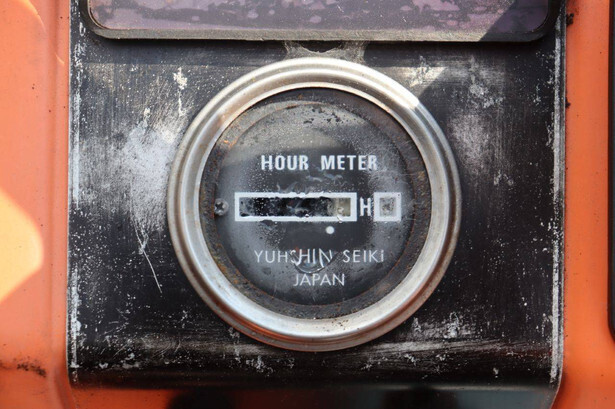 HOUR METER
H
YUHSHIN SEIKI
JAPAN